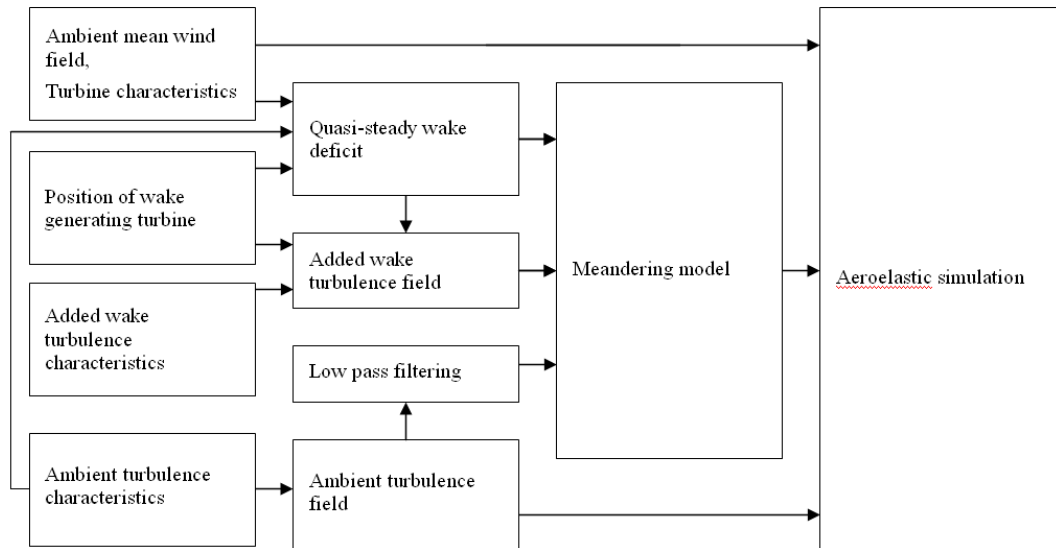 Ambient mean wind
field,
Turbine characteristics
Quasi-steady wake
deficit
Position of wake
generating turbine
Added wake
turbulence field
Meandering model
Aeroelastic simulation
Added wake
turbulence
characteristics
Low pass filtering
Ambient turbulence
characteristics
Ambient turbulence
field